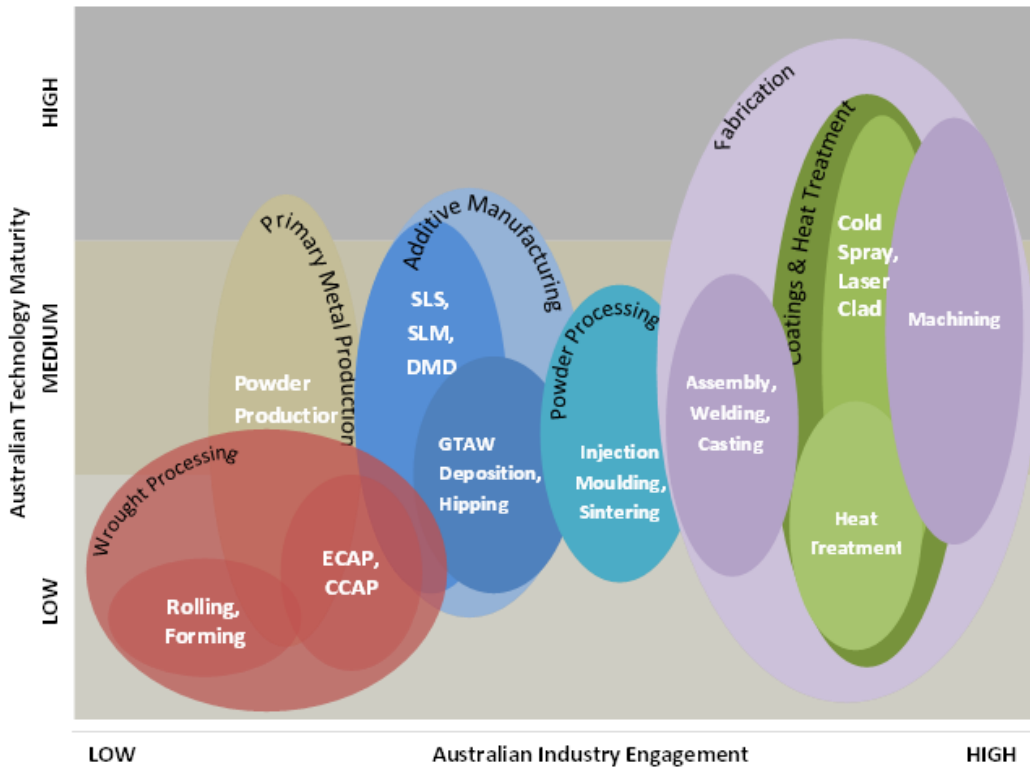 HIGH
MEDIUM
LOW
Australian Technology Maturity
Primary Metal Production
Powder
Production
Wrought Processing
Rolling,
Forming
ECAP,
CCAP
Additive Manufacturing
SLS,
SLM,
DMD
GTAW
Deposition,
Hipping
Powder Processing
Injection
Moulding,
Sintering
Fabrication
Assembly,
Welding,
Casting
Coatings & Heat Treatment
Cold
Spray,
Laser
Clad
Heat
Treatment
Machining
LOW
Australian Industry Engagement
HIGH